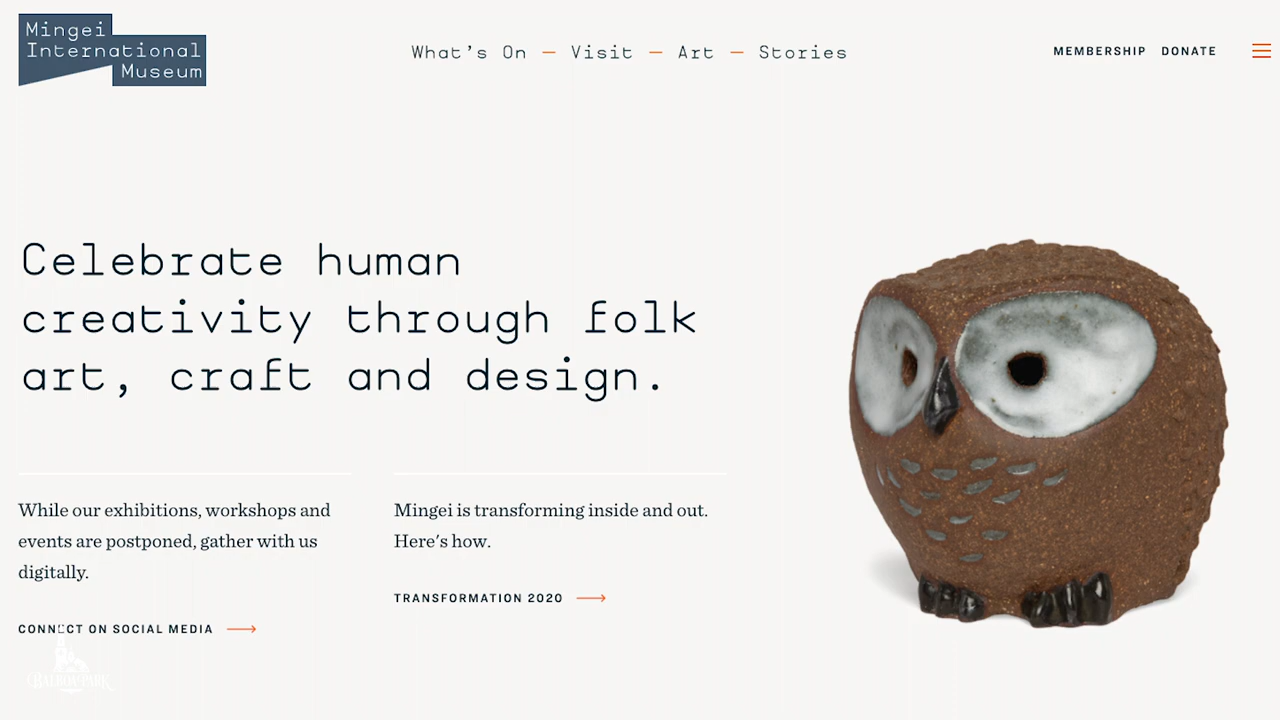 Mingei
International
Museum
What's On — Visit — Art — Stories
MEMBERSHIP DONATE
Celebrate human
creativity through folk
art, craft and design.
While our exhibitions, workshops and
events are postponed, gather with us
digitally.
CONNECT ON SOCIAL MEDIA
Mingei is transforming inside and out.
Here's how.
TRANSFORMATION 2020
BALBOA PARK